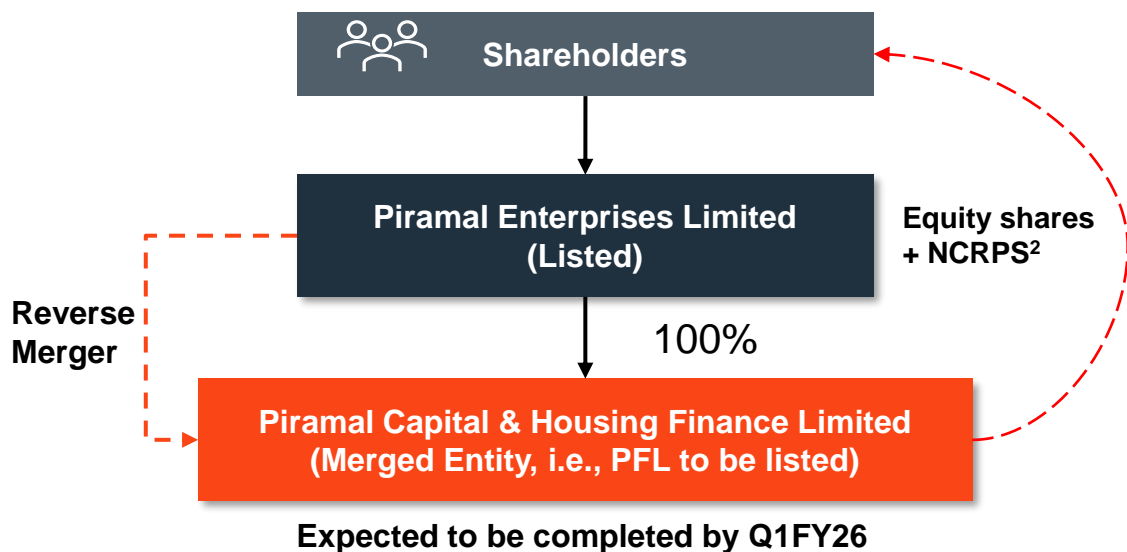 Shareholders
Piramal Enterprises Limited
(Listed)
Equity shares
+ NCRPS²
Reverse
Merger
100%
Piramal Capital & Housing Finance Limited
(Merged Entity, i.e., PFL to be listed)
Expected to be completed by Q1FY26